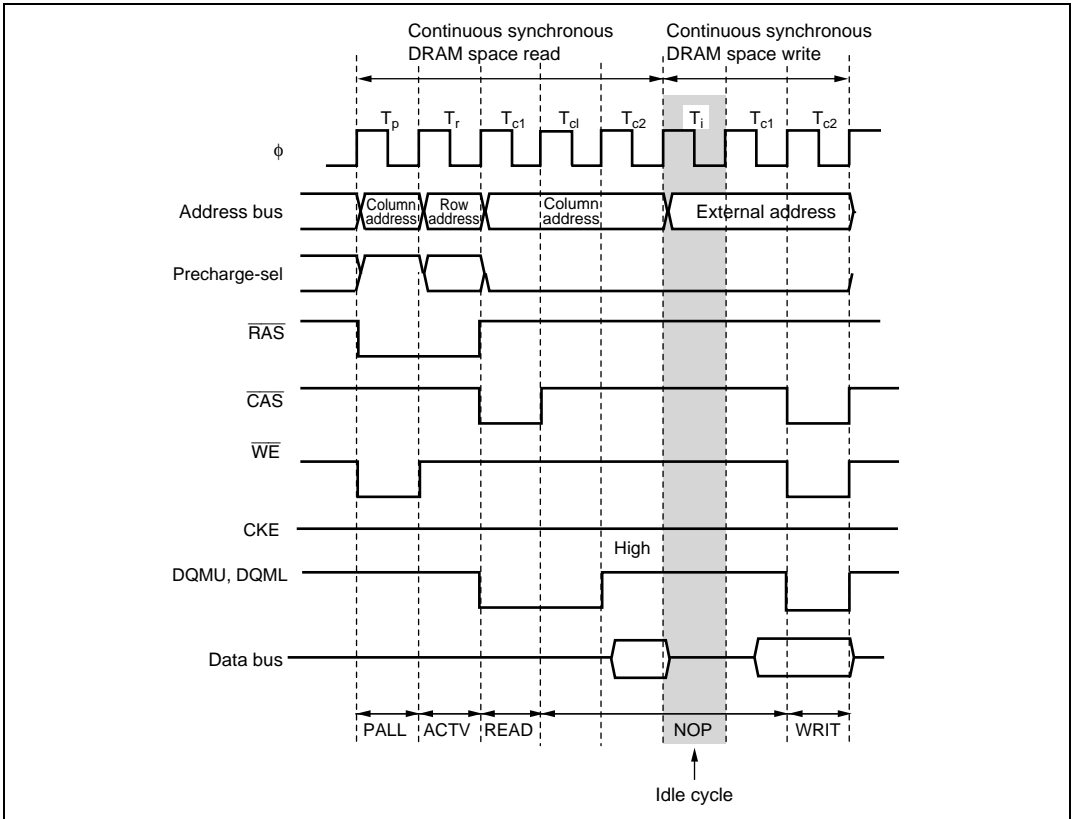 Continuous synchronous
DRAM space read
Continuous synchronous
DRAM space write
Tp Tr Tc1 Tcl Tc2 Ti Tc1 Tc2
ϕ
Address bus
Column
address
Row
address
Column
address
External address
Precharge-sel
RAS
CAS
WE
CKE
High
DQMU, DQML
Data bus
PALL ACTV READ NOP WRIT
Idle cycle